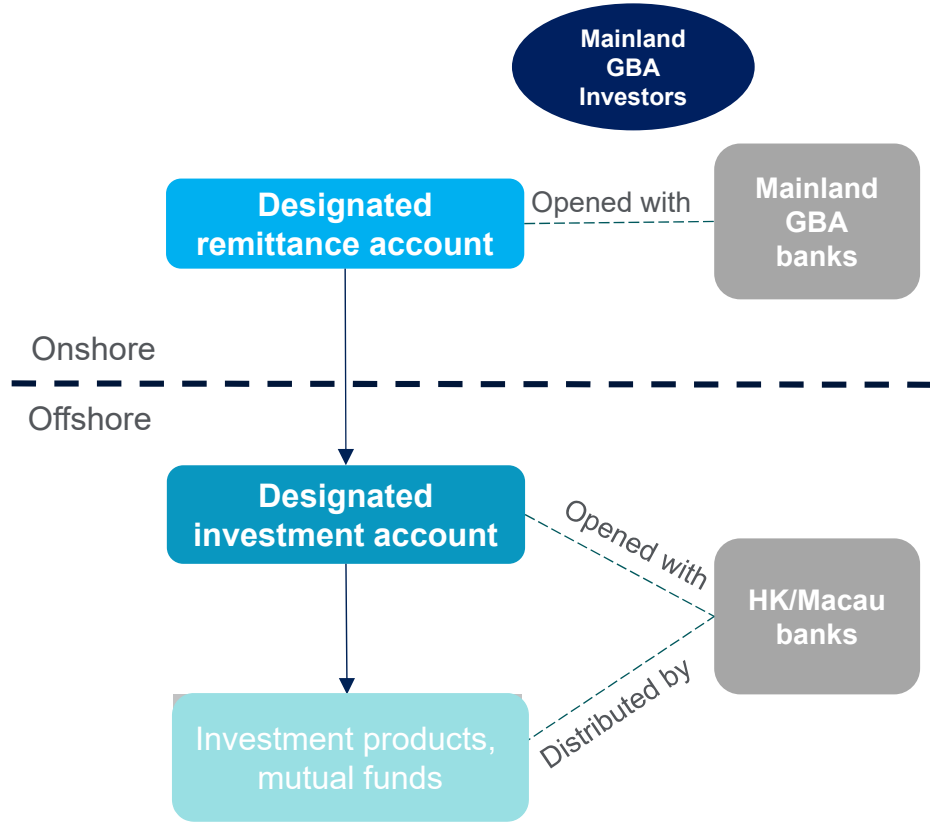 Mainland
GBA
Investors
Designated
remittance account
Opened with
Mainland
GBA
banks
Onshore
Offshore
Designated
investment account
Opened with
HK/Macau
banks
Distributed by
Investment products,
mutual funds